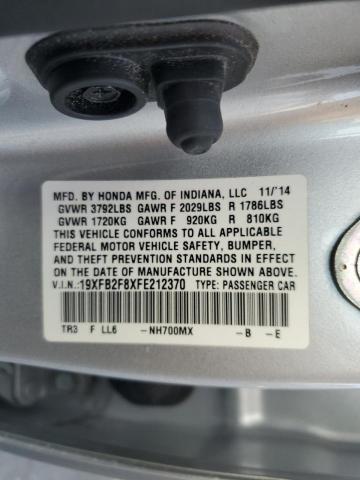 MFD. BY HONDA MFG. OF INDIANA, LLC 11/'14
GVWR 3792LBS GAWR F 2029LBS R 1786LBS
GVWR 1720KG GAWR F 920KG R 810KG
THIS VEHICLE CONFORMS TO ALL APPLICABLE
FEDERAL MOTOR VEHICLE SAFETY, BUMPER,
AND THEFT PREVENTION STANDARDS IN EFFECT
ON THE DATE OF MANUFACTURE SHOWN ABOVE.
V.I.N.:19XFB2F8XFE212370 TYPE: PASSENGER CAR
TR3 F LL6 -NH700MX -B -E